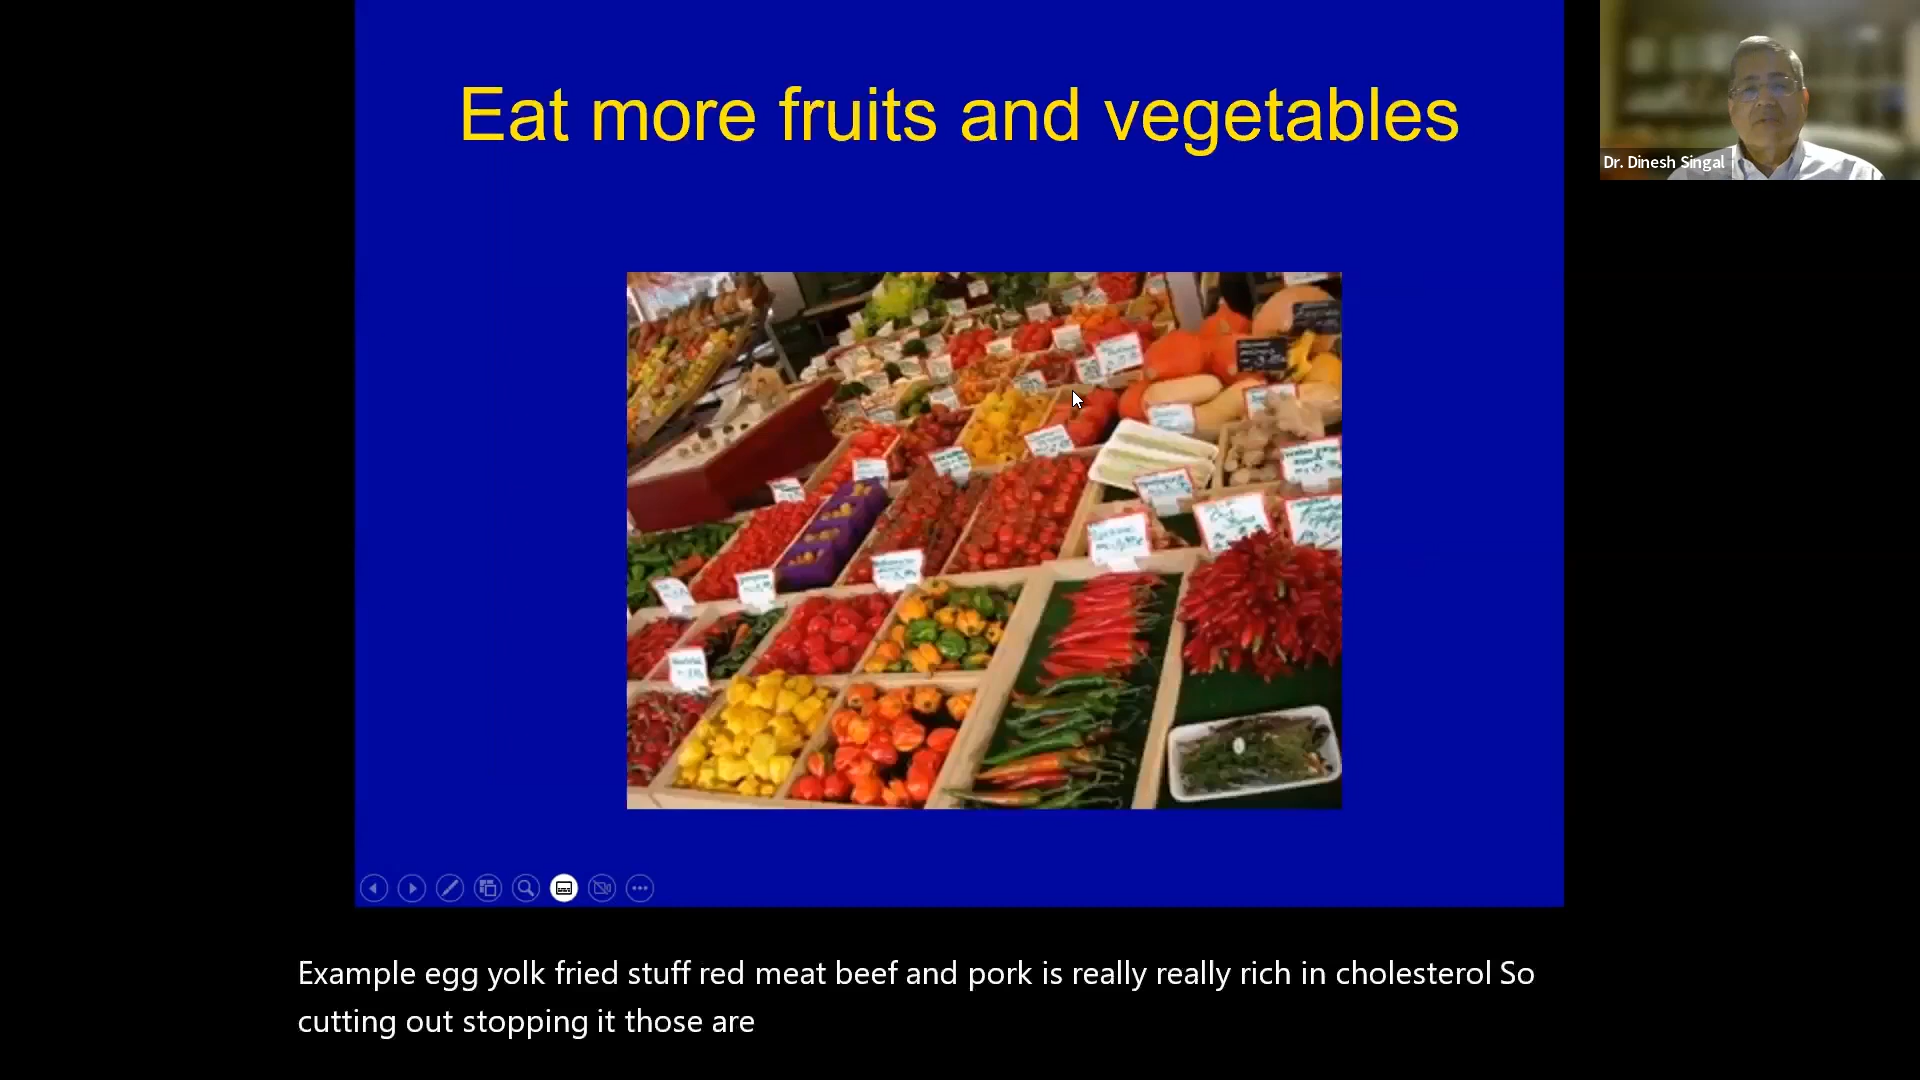 Eat more fruits and vegetables
Dr. Dinesh Singal
Example egg yolk fried stuff red meat beef and pork is really really rich in cholesterol So
cutting out stopping it those are